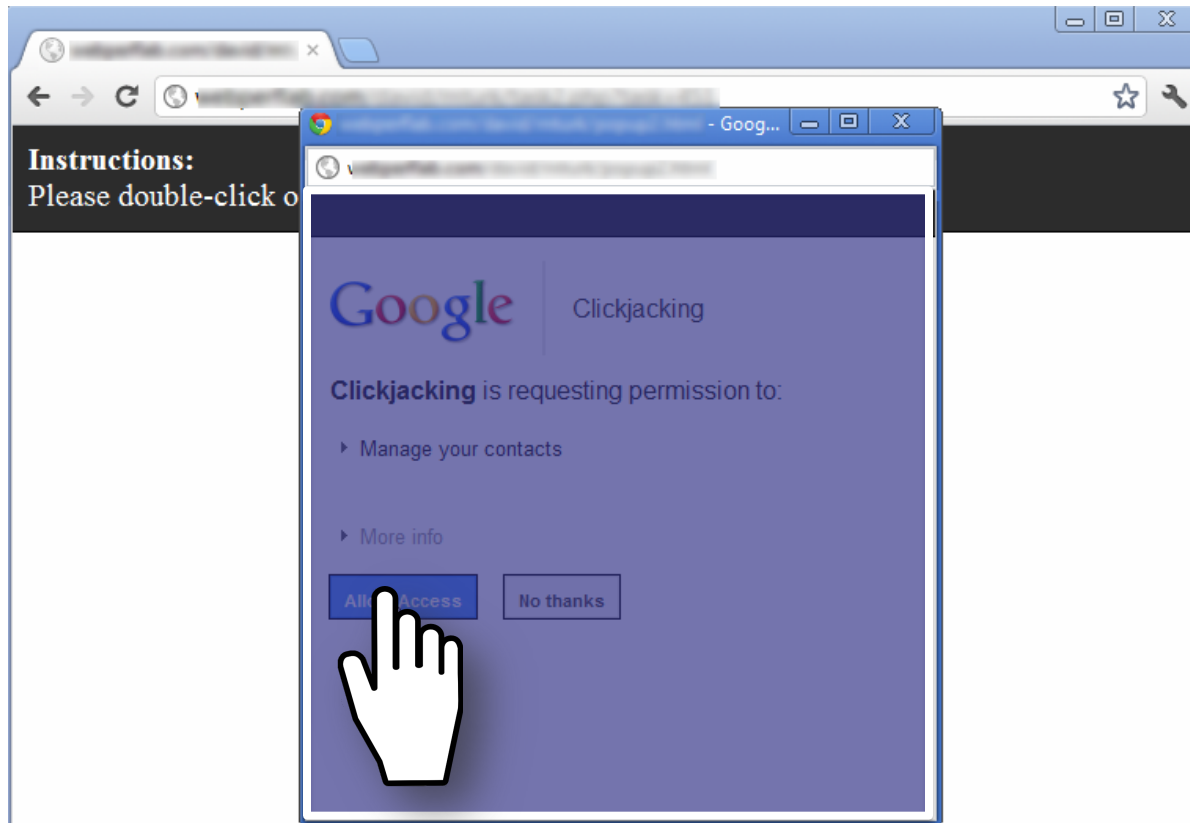 Instructions:
Please double-click o
- Goog...
Google
Clickjacking
Clickjacking is requesting permission to:
Manage your contacts
More info
Access
No thanks